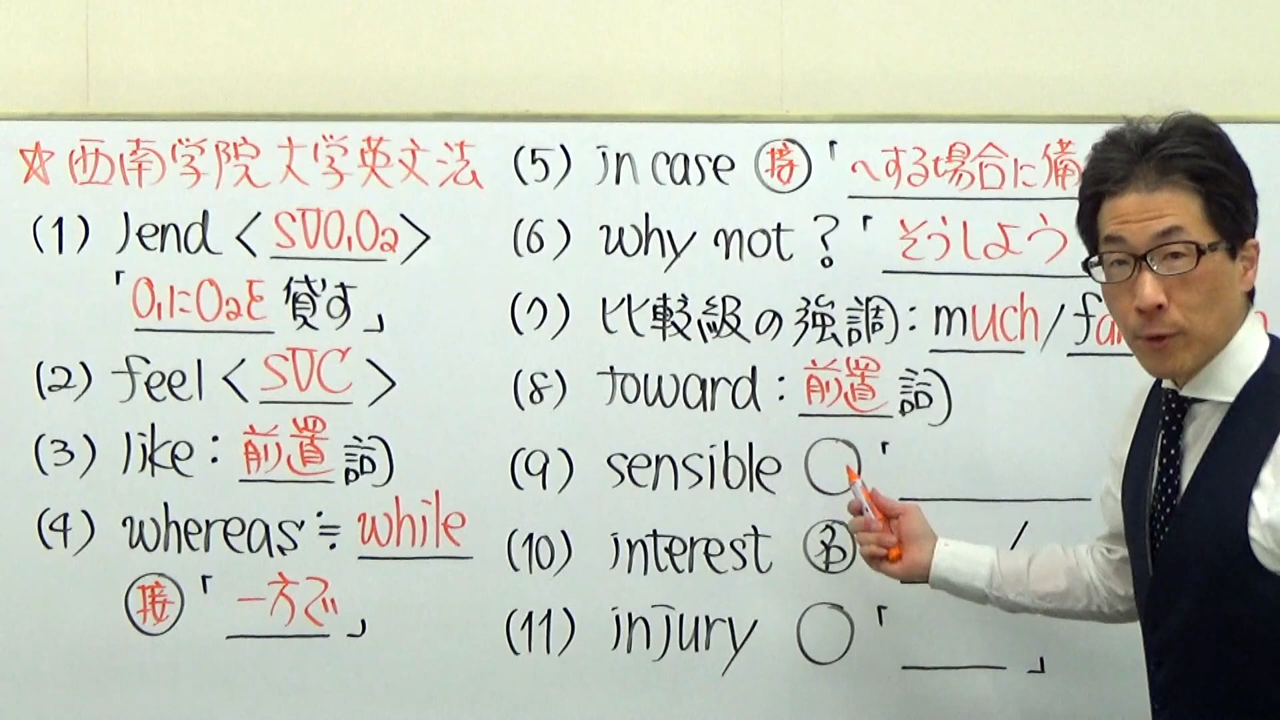 ☆西南学院大学英文法
(1) lend <SVO₁O₂>
「O₁にO₂を貸す」
(2) feel <SVC>
(3) like：前置詞
(4) whereas ≒ while
接「一方で」
(5) in case 接「〜する場合に備
(6) why not?「そうしよう
(7) 比較級の強調：much/fa
(8) toward：前置詞
(9) sensible ○「
(10) interest 名 /
(11) injury ○「 」